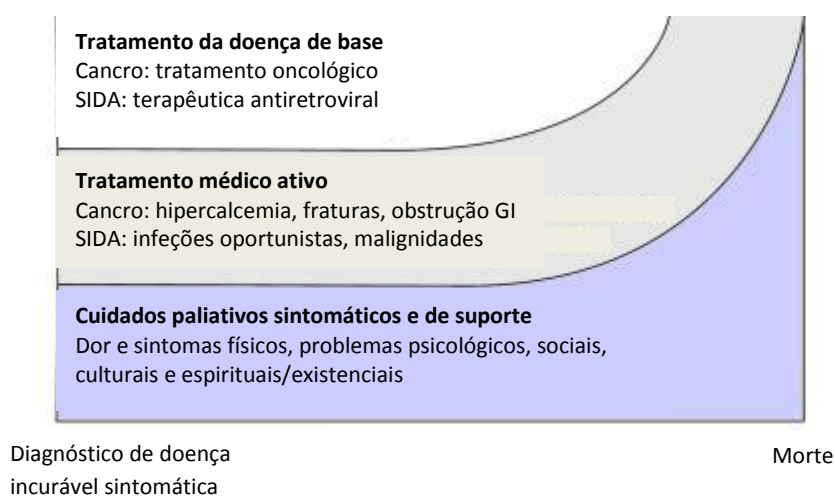 Tratamento da doença de base
Cancro: tratamento oncológico
SIDA: terapêutica antiretroviral
Tratamento médico ativo
Cancro: hipercalcemia, fraturas, obstrução GI
SIDA: infeções oportunistas, malignidades
Cuidados paliativos sintomáticos e de suporte
Dor e sintomas físicos, problemas psicológicos, sociais,
culturais e espirituais/existenciais
Diagnóstico de doença
incurável sintomática
Morte